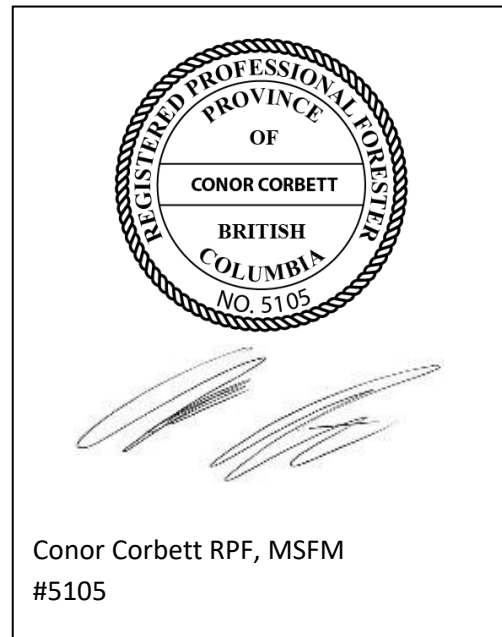 REGISTERED PROFESSIONAL FORESTER
PROVINCE
OF
CONOR CORBETT
BRITISH
COLUMBIA
NO. 5105
Conor Corbett RPF, MSFM
#5105